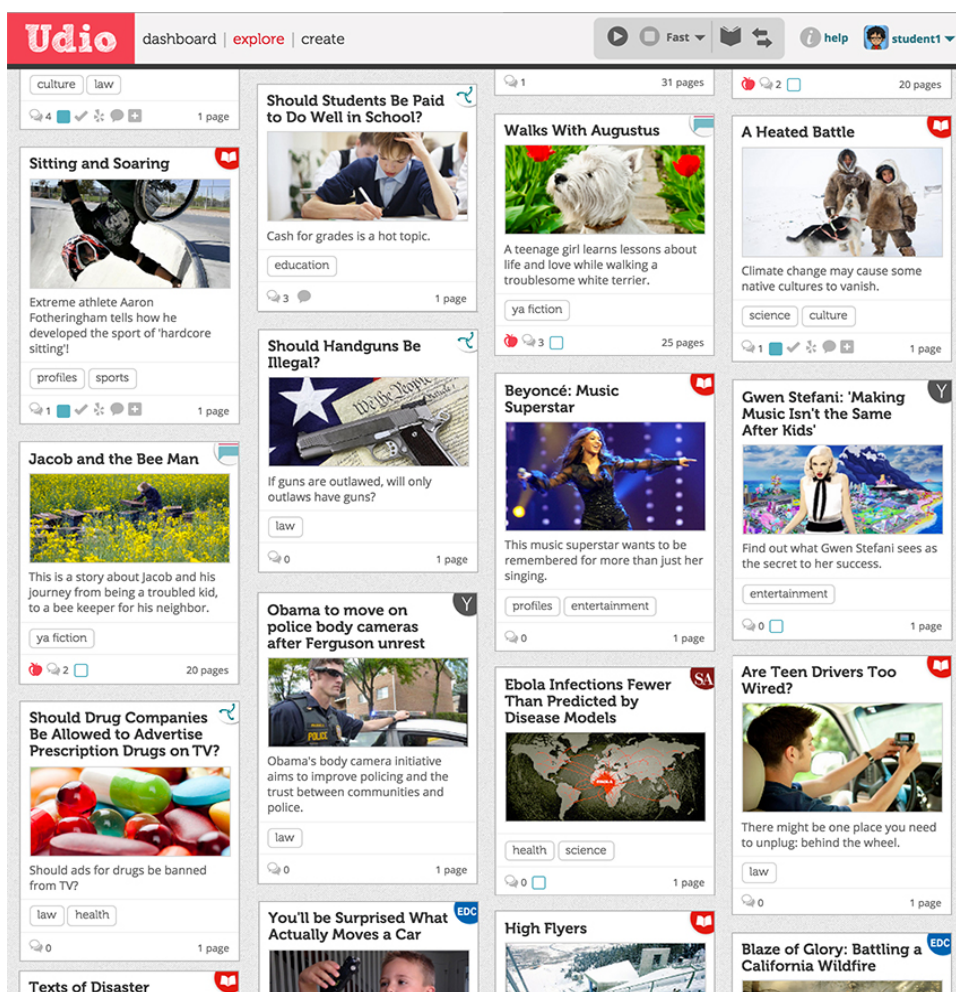 Udio
dashboard | explore | create
Fast
help
student1
culture
law
4
1 page
Sitting and Soaring
Extreme athlete Aaron
Fotheringham tells how he
developed the sport of 'hardcore
sitting'!
profiles
sports
1
1 page
Jacob and the Bee Man
This is a story about Jacob and his
journey from being a troubled kid,
to a bee keeper for his neighbor.
ya fiction
2
20 pages
Should Drug Companies
Be Allowed to Advertise
Prescription Drugs on TV?
Should ads for drugs be banned
from TV?
law
health
0
1 page
Texts of Disaster
Should Students Be Paid
to Do Well in School?
Cash for grades is a hot topic.
education
3
1 page
Should Handguns Be
Illegal?
We the People
If guns are outlawed, will only
outlaws have guns?
law
0
1 page
Obama to move on
police body cameras
after Ferguson unrest
Y
POLICE
Obama's body camera initiative
aims to improve policing and the
trust between communities and
police.
law
0
1 page
You'll be Surprised What
Actually Moves a Car
EDC
1
31 pages
Walks With Augustus
A teenage girl learns lessons about
life and love while walking a
troublesome white terrier.
ya fiction
3
25 pages
Beyoncé: Music
Superstar
This music superstar wants to be
remembered for more than just her
singing.
profiles
entertainment
0
1 page
Ebola Infections Fewer
Than Predicted by
Disease Models
SA
EBOLA
health
science
0
1 page
High Flyers
2
20 pages
A Heated Battle
Climate change may cause some
native cultures to vanish.
science
culture
1
1 page
Gwen Stefani: 'Making
Music Isn't the Same
After Kids'
Y
Find out what Gwen Stefani sees as
the secret to her success.
entertainment
0
1 page
Are Teen Drivers Too
Wired?
There might be one place you need
to unplug: behind the wheel.
law
0
1 page
Blaze of Glory: Battling a
California Wildfire
EDC